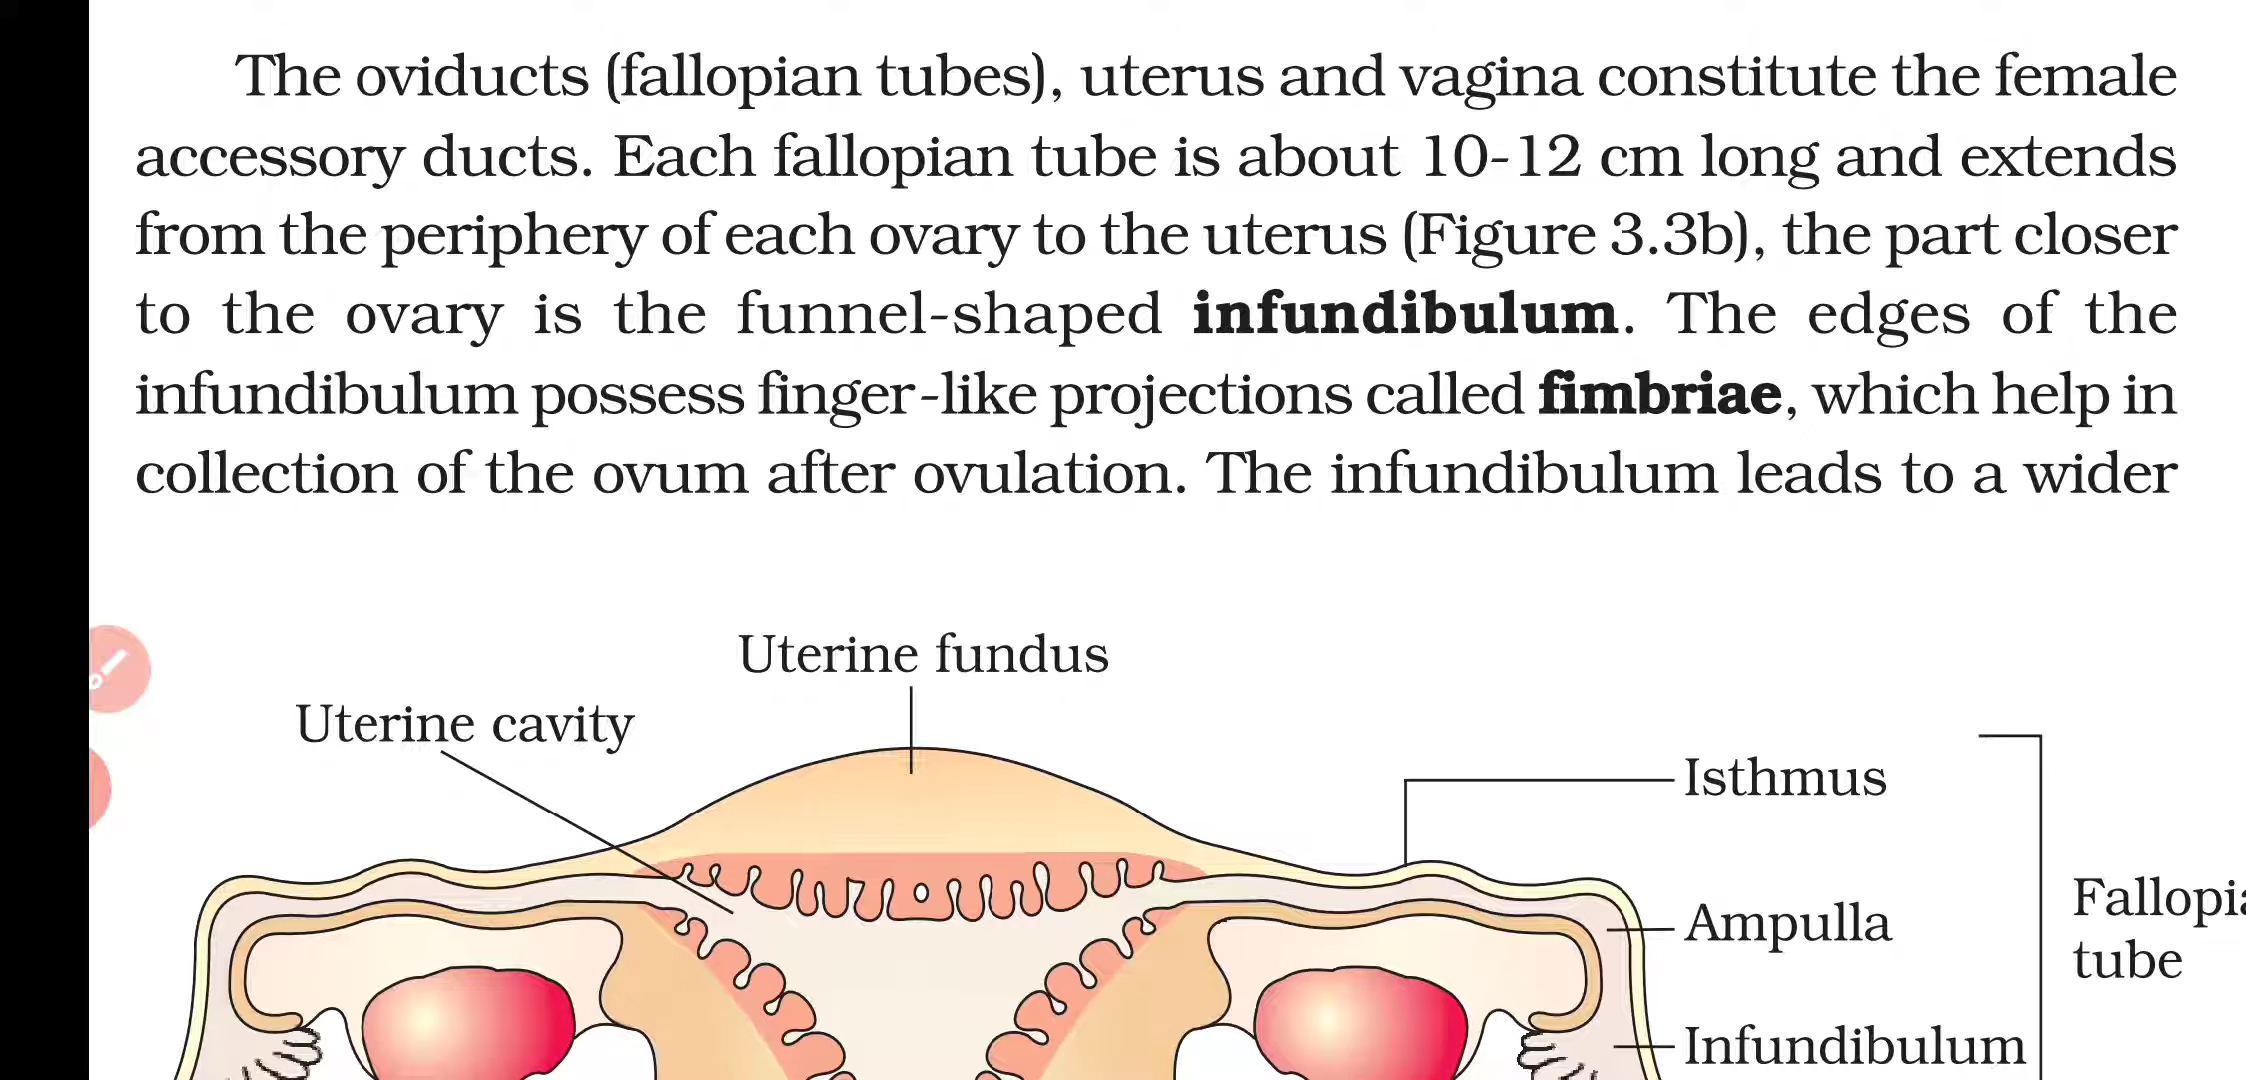 The oviducts (fallopian tubes), uterus and vagina constitute the female
accessory ducts. Each fallopian tube is about 10-12 cm long and extends
from the periphery of each ovary to the uterus (Figure 3.3b), the part closer
to the ovary is the funnel-shaped infundibulum. The edges of the
infundibulum possess finger-like projections called fimbriae, which help in
collection of the ovum after ovulation. The infundibulum leads to a wider
Uterine fundus
Uterine cavity
Isthmus
Ampulla
Fallopia
tube
Infundibulum